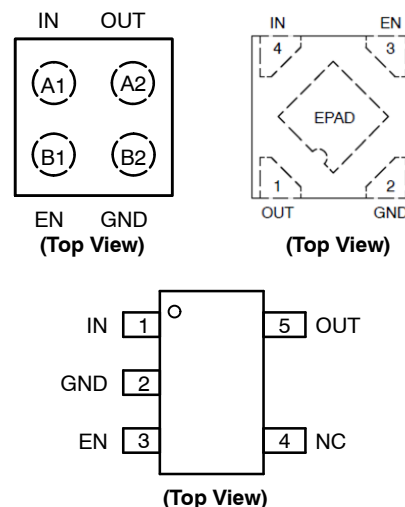 IN OUT
A1 A2
B1 B2
EN GND
(Top View)
IN EN
4 3
EPAD
1 2
OUT GND
(Top View)
IN 1 5 OUT
GND 2
EN 3 4 NC
(Top View)